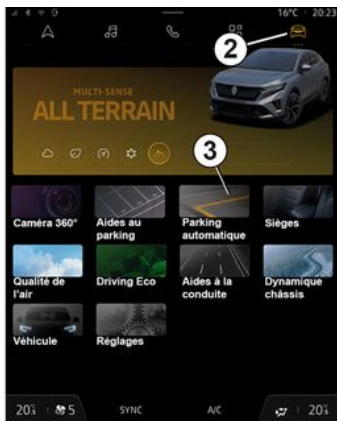 16°C 20:23
2
MULTI-SENSE
ALL TERRAIN
3
Caméra 360°
Aides au
parking
Parking
automatique
Sièges
Qualité de
l'air
Driving Eco
Aides à la
conduite
Dynamique
châssis
Véhicule
Réglages
5
SYNC
A/C